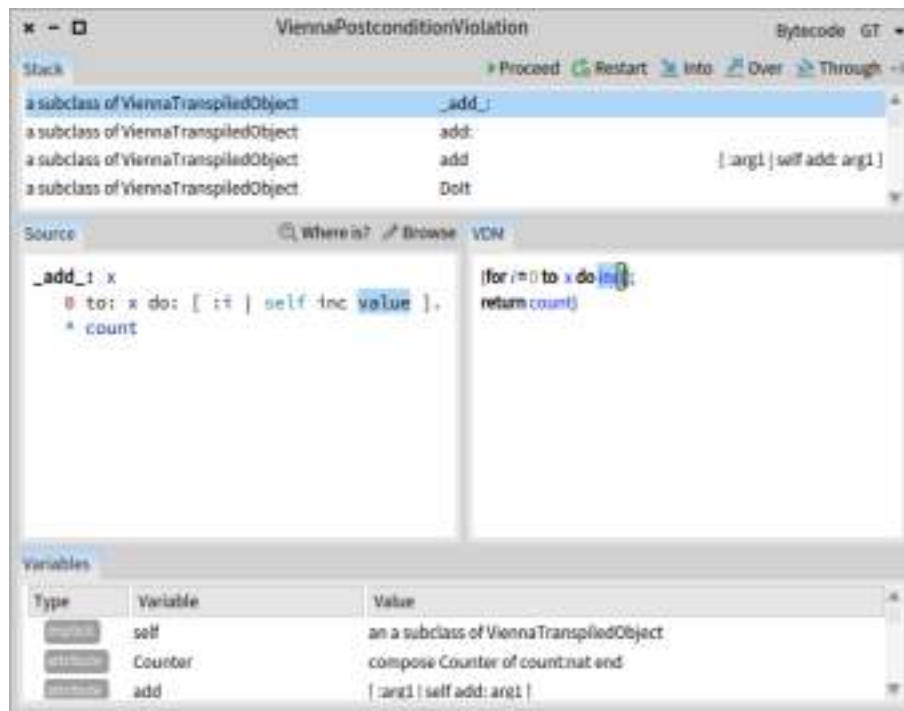 ViennaPostconditionViolation
Bytecode GT
Stack
Proceed Restart Into Over Through
a subclass of ViennaTranspiledObject _add_:
a subclass of ViennaTranspiledObject add:
a subclass of ViennaTranspiledObject add [ :arg1 | self add: arg1 ]
a subclass of ViennaTranspiledObject DoIt
Source Where is? Browse VDM
_add_: x
0 to: x do: [ :i | self inc value ].
^ count
(for i = 0 to x do inc();
return count)
Variables
Type Variable Value
implicit self an a subclass of ViennaTranspiledObject
attribute Counter compose Counter of count:nat end
attribute add [ :arg1 | self add: arg1 ]